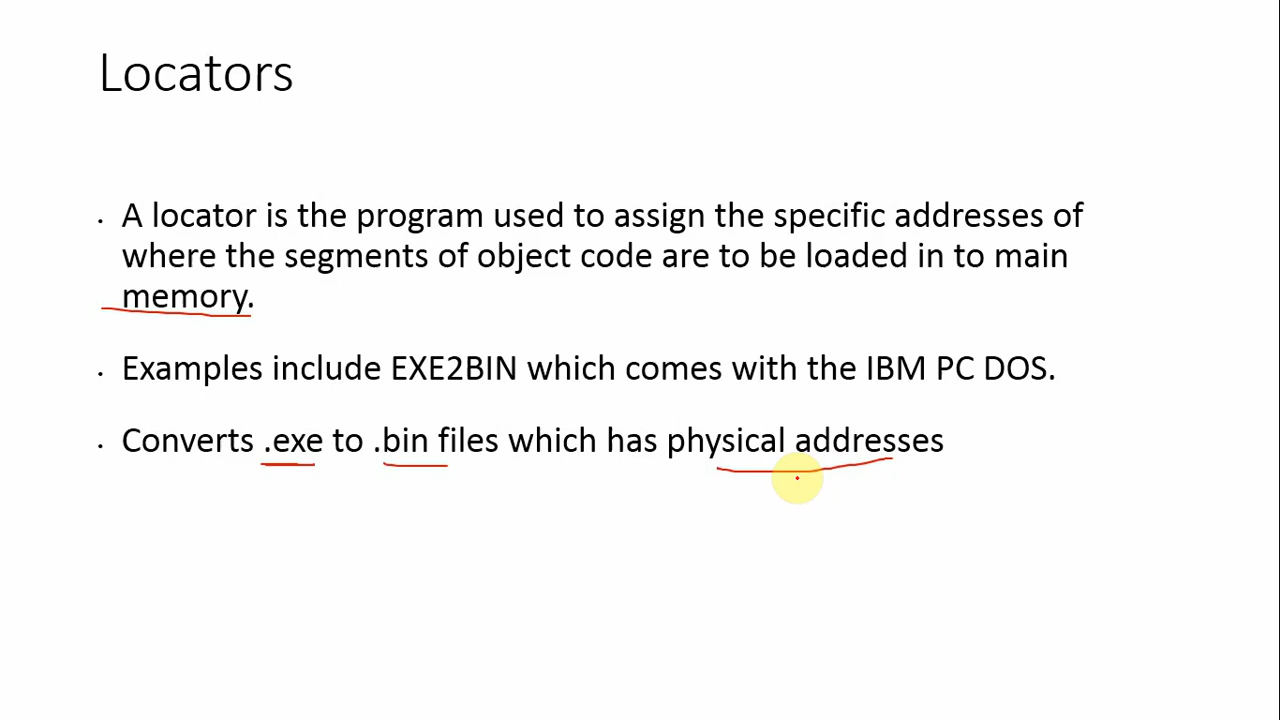 Locators
· A locator is the program used to assign the specific addresses of
where the segments of object code are to be loaded in to main
memory.
· Examples include EXE2BIN which comes with the IBM PC DOS.
· Converts .exe to .bin files which has physical addresses